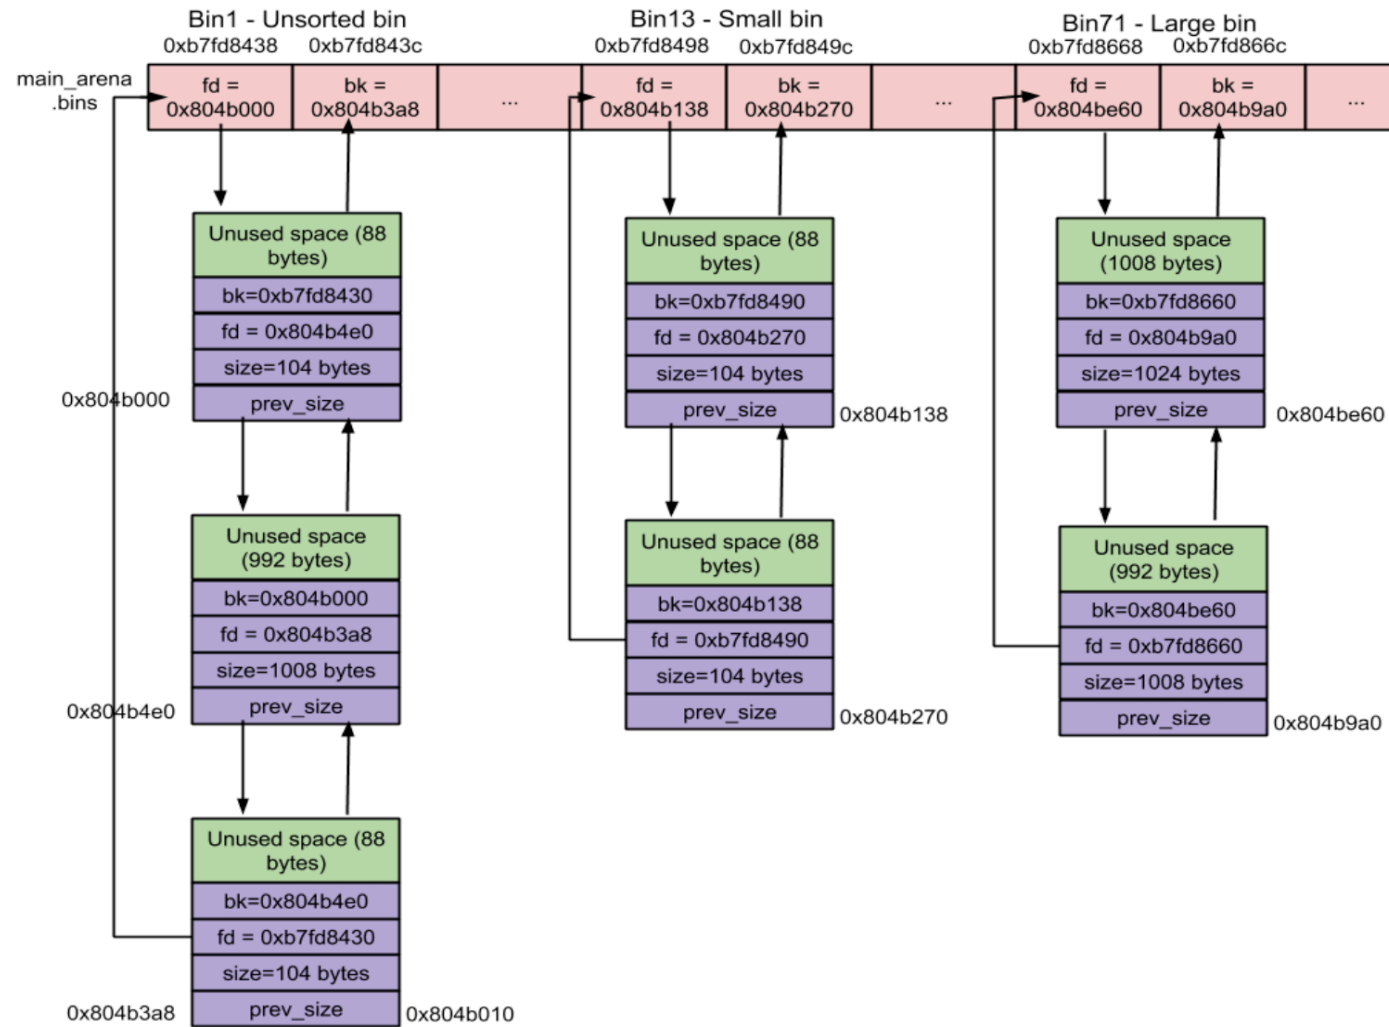 Bin1 - Unsorted bin
0xb7fd8438
0xb7fd843c
Bin13 - Small bin
0xb7fd8498
0xb7fd849c
Bin71 - Large bin
0xb7fd8668
0xb7fd866c
main_arena
.bins
fd =
0x804b000
bk =
0x804b3a8
...
fd =
0x804b138
bk =
0x804b270
...
fd =
0x804be60
bk =
0x804b9a0
...
Unused space (88
bytes)
bk=0xb7fd8430
fd = 0x804b4e0
size=104 bytes
prev_size
0x804b000
Unused space
(992 bytes)
bk=0x804b000
fd = 0x804b3a8
size=1008 bytes
prev_size
0x804b4e0
Unused space (88
bytes)
bk=0x804b4e0
fd = 0xb7fd8430
size=104 bytes
prev_size
0x804b3a8
0x804b010
Unused space (88
bytes)
bk=0xb7fd8490
fd = 0x804b270
size=104 bytes
prev_size
0x804b138
Unused space (88
bytes)
bk=0x804b138
fd = 0xb7fd8490
size=104 bytes
prev_size
0x804b270
Unused space
(1008 bytes)
bk=0xb7fd8660
fd = 0x804b9a0
size=1024 bytes
prev_size
0x804be60
Unused space
(992 bytes)
bk=0x804be60
fd = 0xb7fd8660
size=1008 bytes
prev_size
0x804b9a0